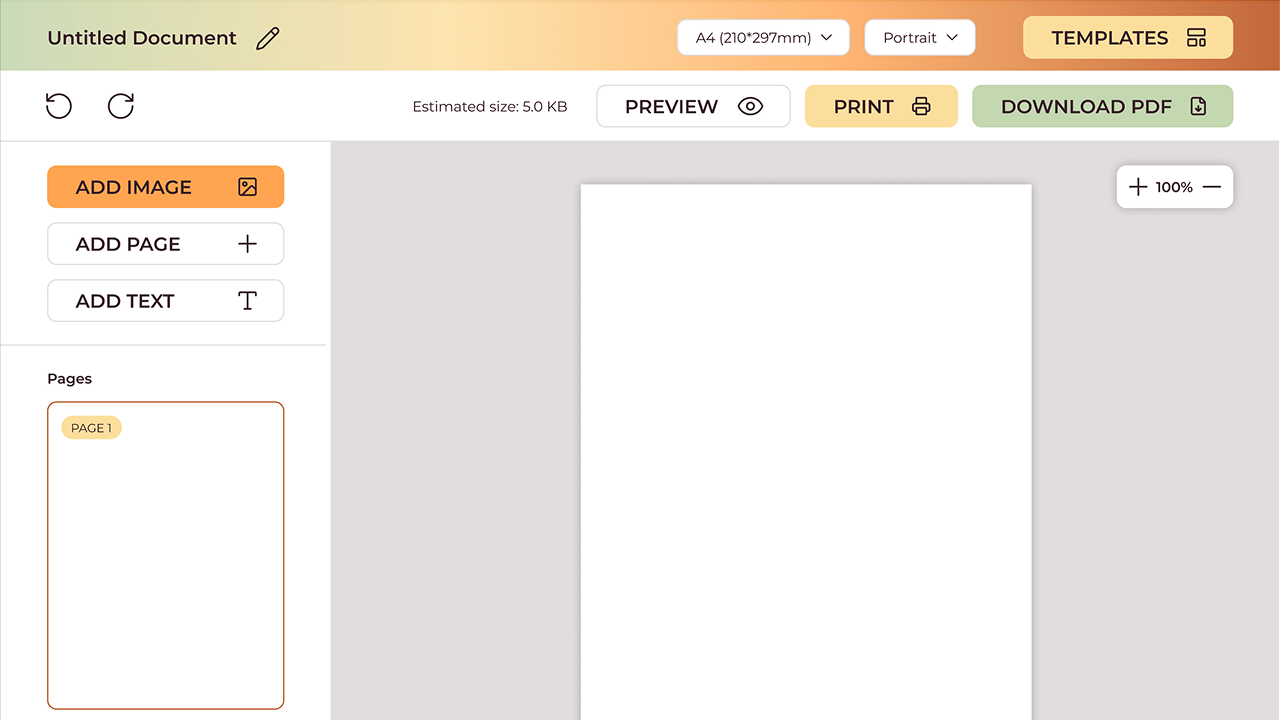 Untitled Document
A4 (210*297mm)
Portrait
TEMPLATES
Estimated size: 5.0 KB
PREVIEW
PRINT
DOWNLOAD PDF
ADD IMAGE
100%
ADD PAGE
ADD TEXT
Pages
PAGE 1